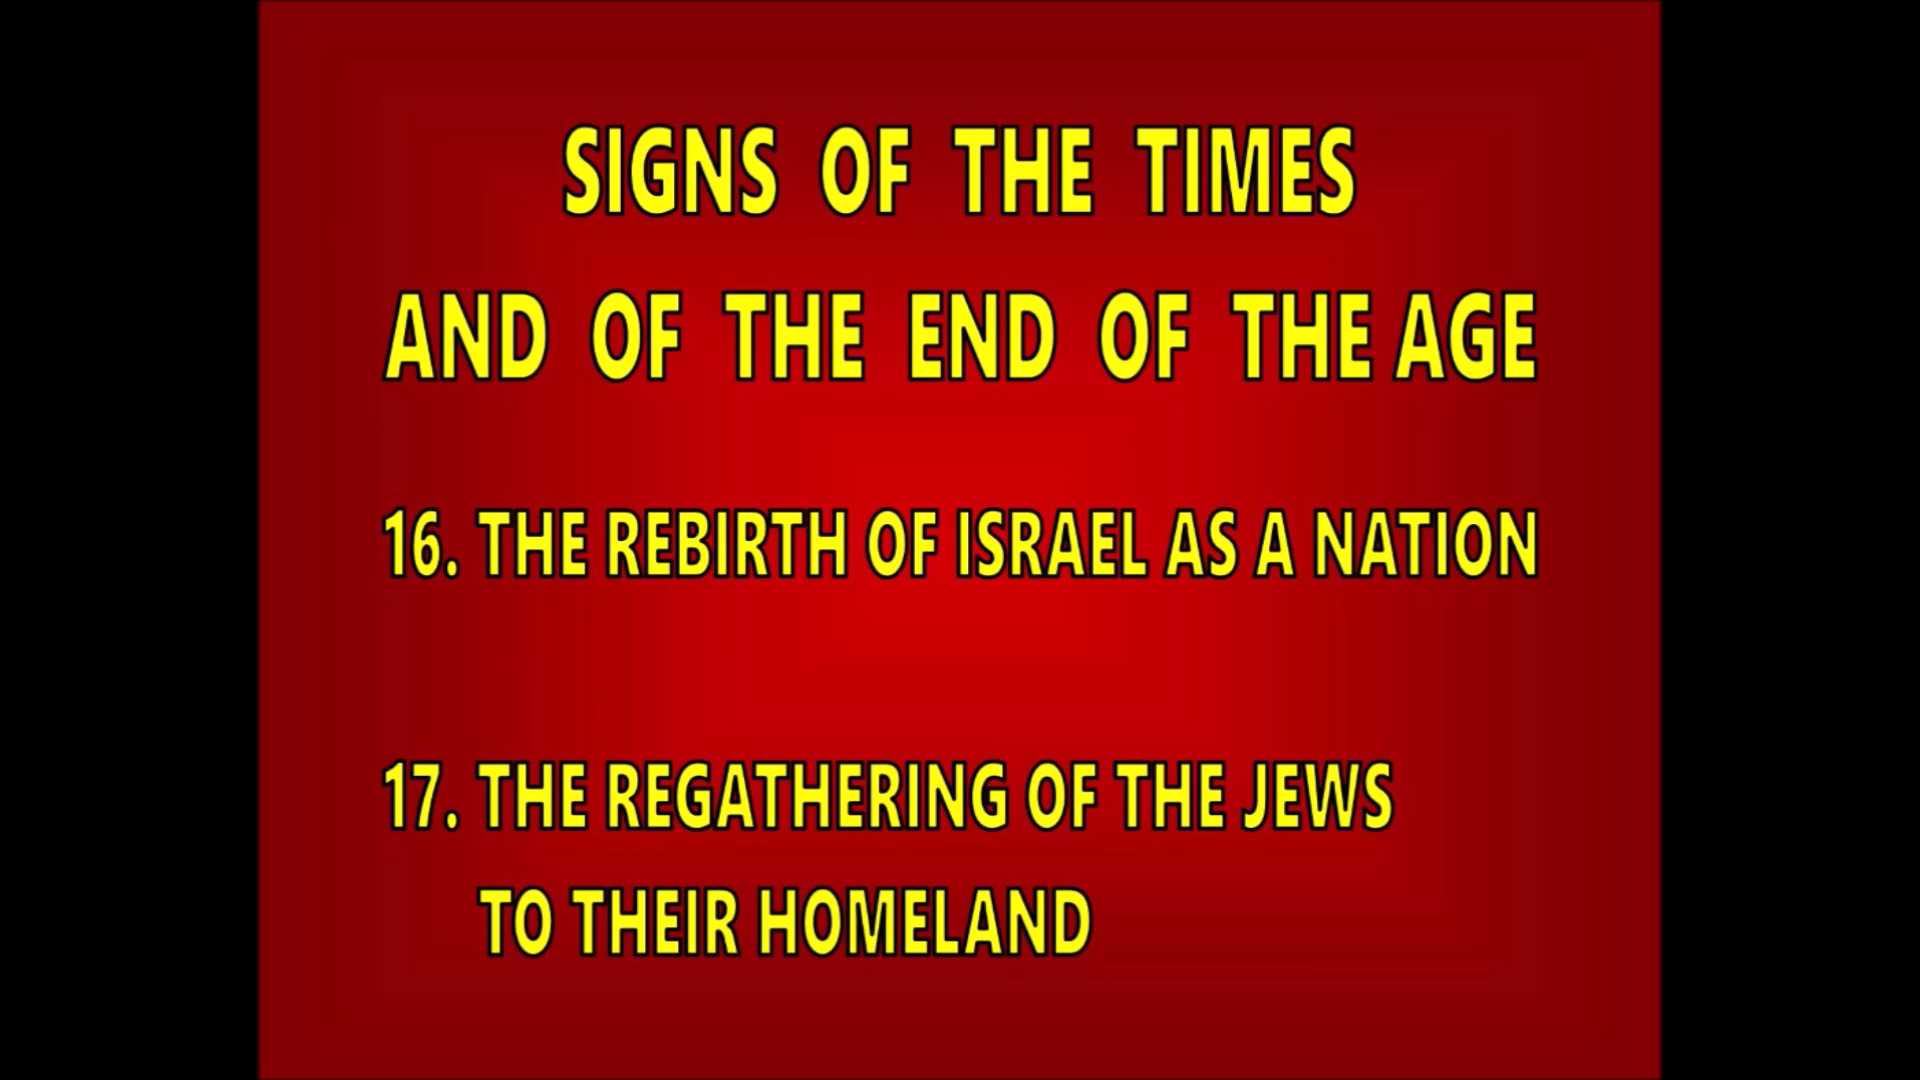 SIGNS OF THE TIMES
AND OF THE END OF THE AGE
16. THE REBIRTH OF ISRAEL AS A NATION
17. THE REGATHERING OF THE JEWS
TO THEIR HOMELAND